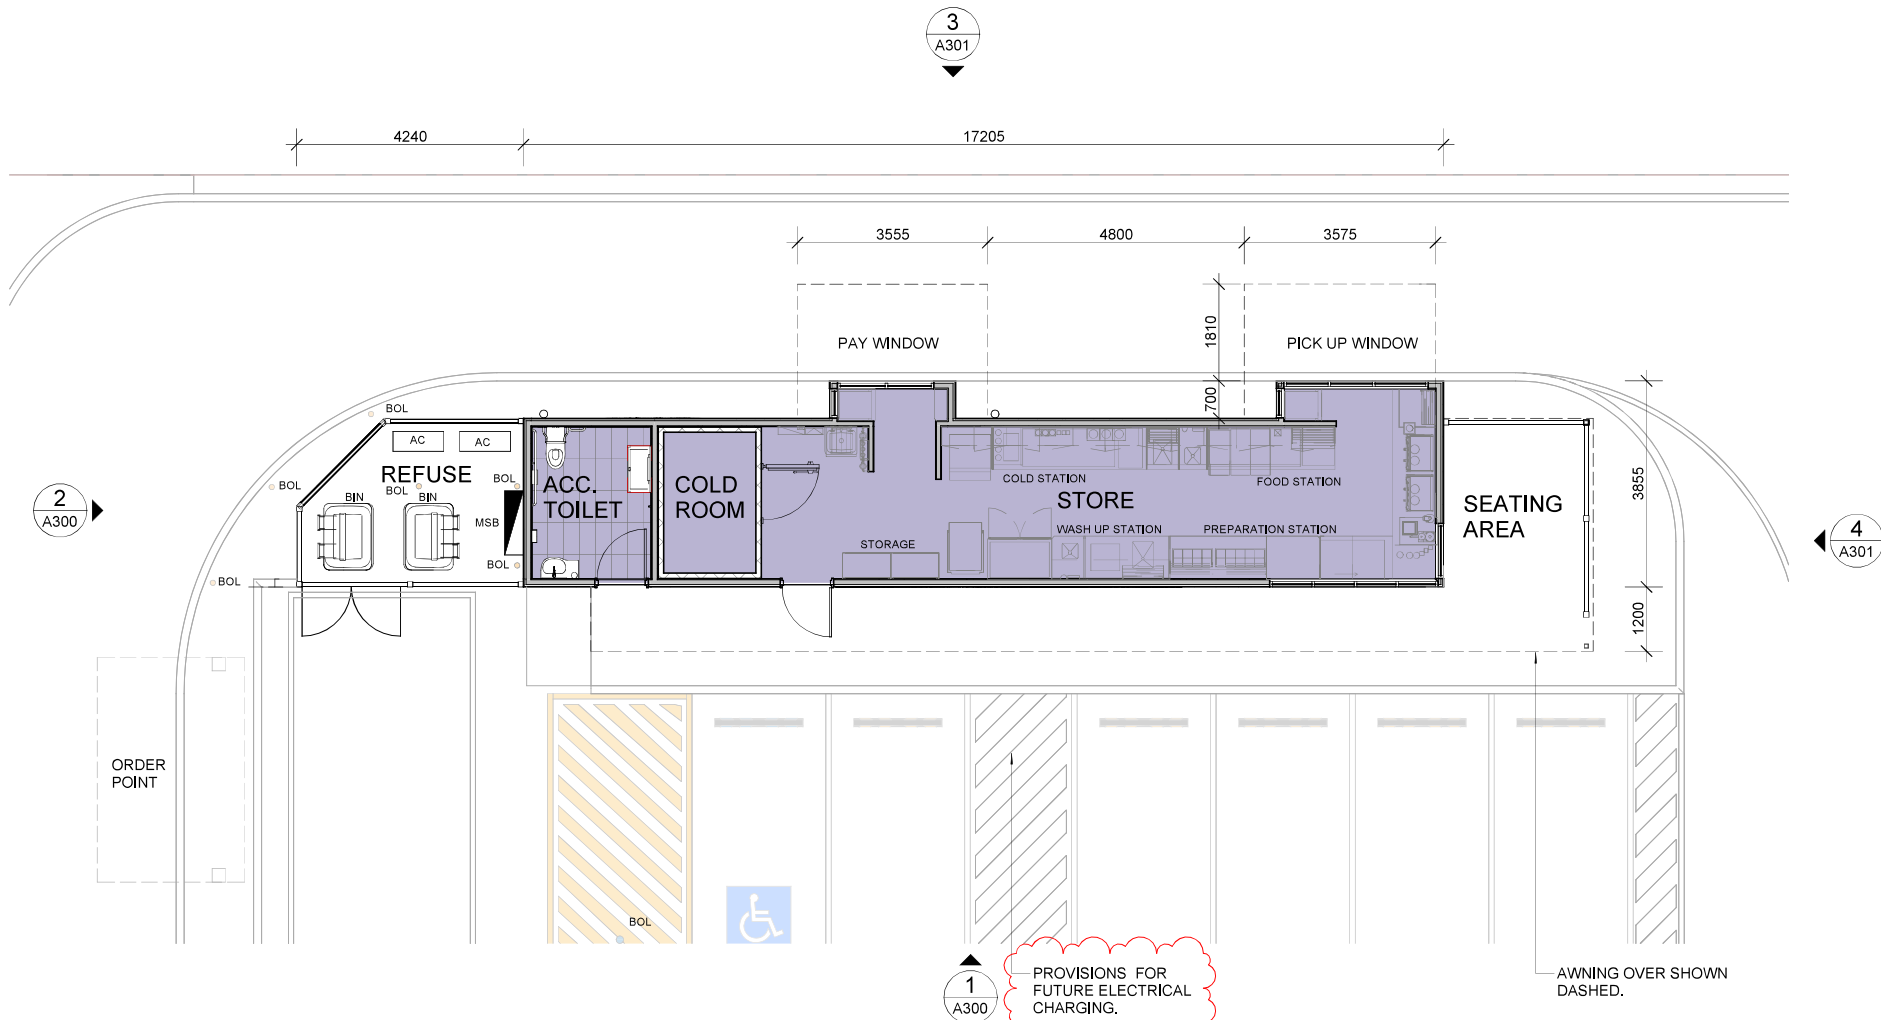 3
A301
4240
17205
3555
4800
3575
1810
PAY WINDOW
PICK UP WINDOW
700
BOL
AC
AC
REFUSE
BOL
BOL
BOL
BIN
BIN
MSB
BOL
BOL
2
A300
ACC.
TOILET
COLD
ROOM
STORAGE
COLD STATION
STORE
FOOD STATION
WASH UP STATION
PREPARATION STATION
SEATING
AREA
3855
1200
4
A301
ORDER
POINT
BOL
1
A300
PROVISIONS FOR
FUTURE ELECTRICAL
CHARGING.
AWNING OVER SHOWN
DASHED.